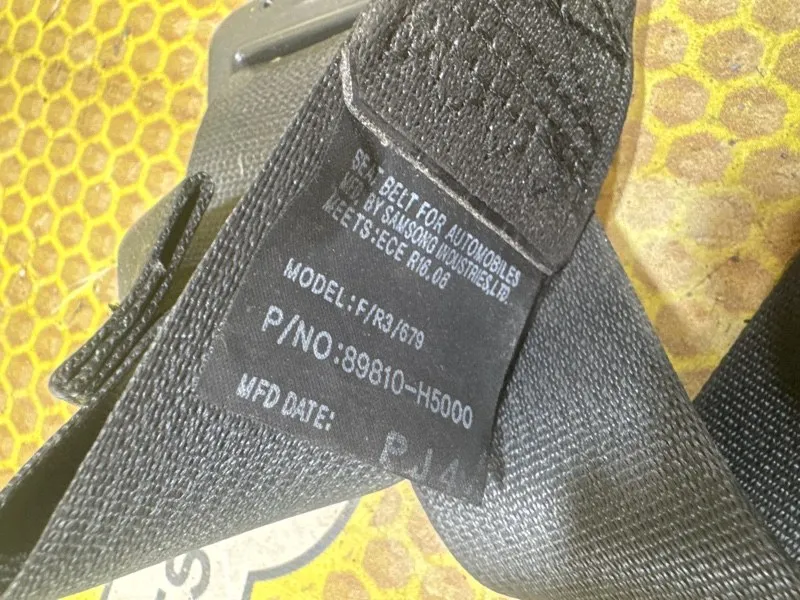 SEAT BELT FOR AUTOMOBILES
MFD BY SAMSONG INDUSTRIES,LTD.
MEETS:ECE R16.06
MODEL:F/R3/679
P/NO:89810-H5000
MFD DATE:
PJ4